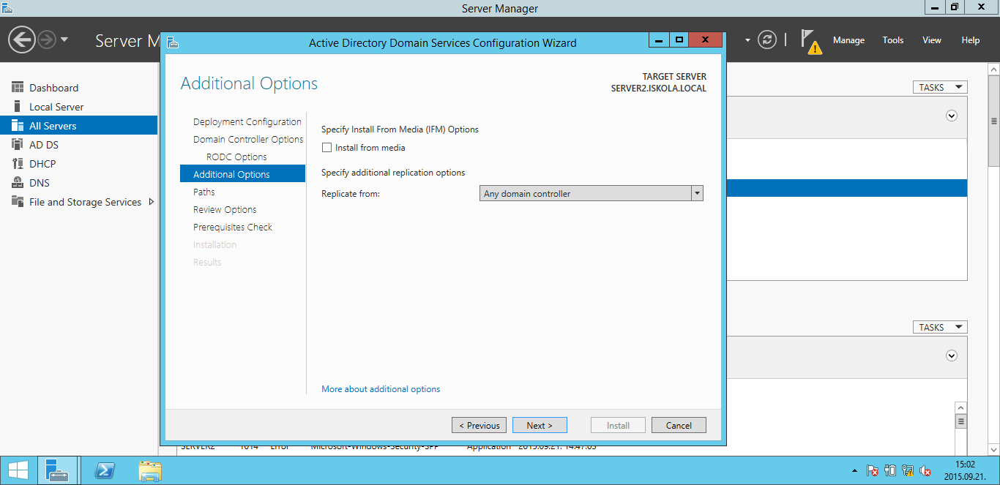 Server Manager
Server M
Manage
Tools
View
Help
Active Directory Domain Services Configuration Wizard
Dashboard
Local Server
All Servers
AD DS
DHCP
DNS
File and Storage Services
Additional Options
TARGET SERVER
SERVER2.ISKOLA.LOCAL
Deployment Configuration
Domain Controller Options
RODC Options
Additional Options
Paths
Review Options
Prerequisites Check
Installation
Results
Specify Install From Media (IFM) Options
Install from media
Specify additional replication options
Replicate from:
Any domain controller
More about additional options
< Previous
Next >
Install
Cancel
TASKS
TASKS
SERVER2 1014 Error Microsoft-Windows-Security-SPP Application 2015.09.21. 14:47:05
15:02
2015.09.21.